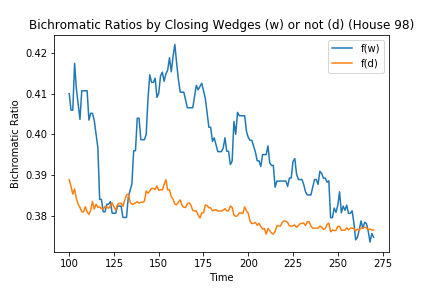 Bichromatic Ratios by Closing Wedges (w) or not (d) (House 98)
f(w)
f(d)
0.42
0.41
0.40
0.39
0.38
Bichromatic Ratio
100 125 150 175 200 225 250 275
Time